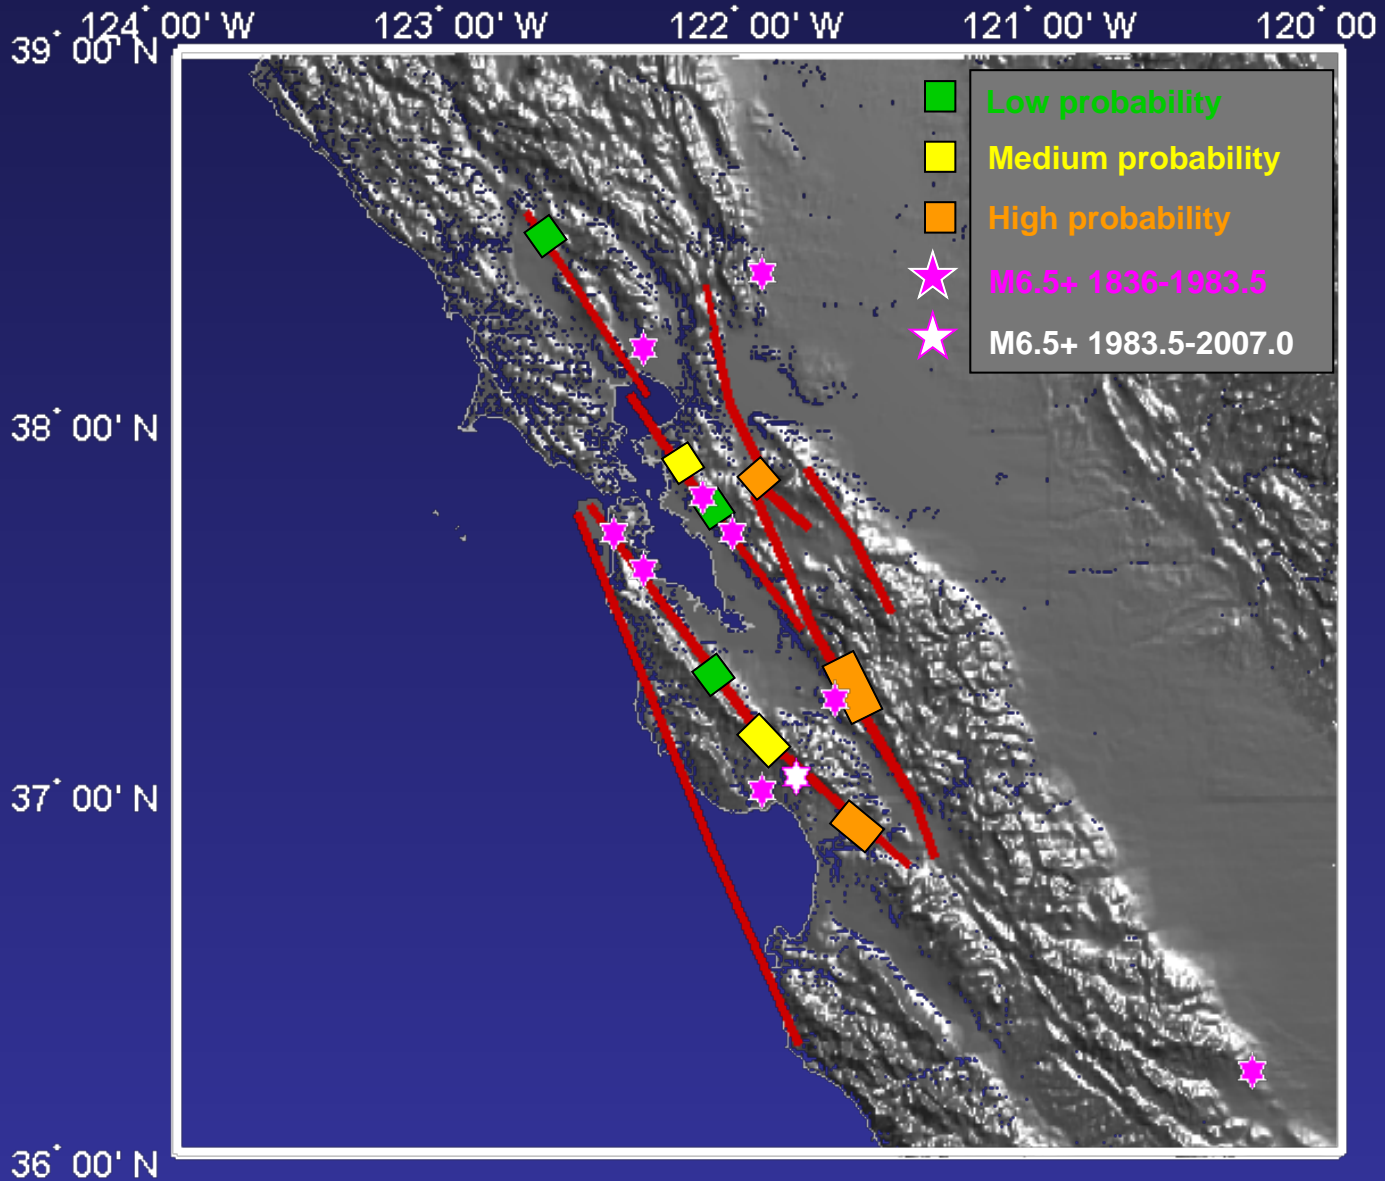 124° 00' W 123° 00' W 122° 00' W 121° 00' W 120° 00
39° 00' N
Low probability
Medium probability
High probability
M6.5+ 1836-1983.5
M6.5+ 1983.5-2007.0
38° 00' N
37° 00' N
36° 00' N